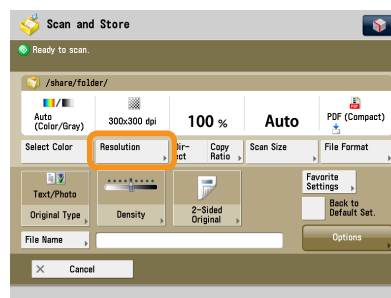 Scan and Store
Ready to scan.
/share/folder/
Auto
(Color/Gray)
300x300 dpi
100 %
Auto
PDF (Compact)
Select Color
Resolution
Dir-
ect
Copy
Ratio
Scan Size
File Format
Text/Photo
Original Type
Density
2-Sided
Original
Favorite
Settings
Back to
Default Set.
File Name
Options
Cancel